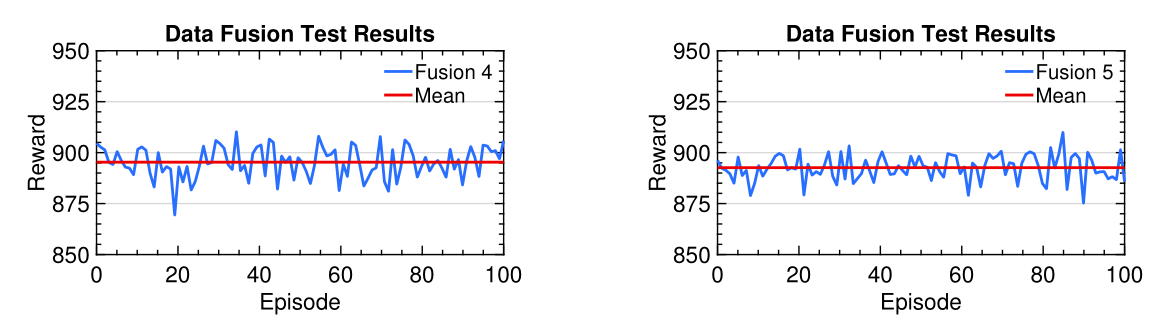 Data Fusion Test Results
950
925
900
875
850
Reward
Fusion 4
Mean
0 20 40 60 80 100
Episode
Data Fusion Test Results
950
925
900
875
850
Reward
Fusion 5
Mean
0 20 40 60 80 100
Episode